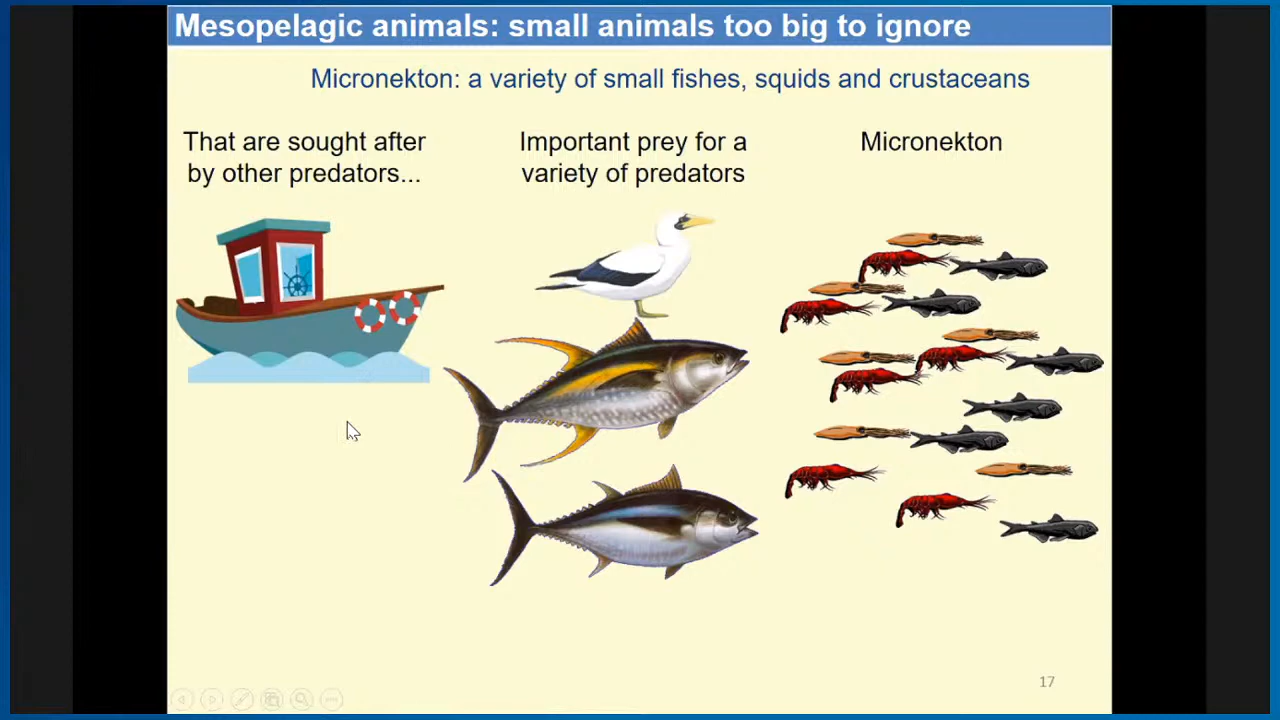 Mesopelagic animals: small animals too big to ignore
Micronekton: a variety of small fishes, squids and crustaceans
That are sought after
by other predators...
Important prey for a
variety of predators
Micronekton
17